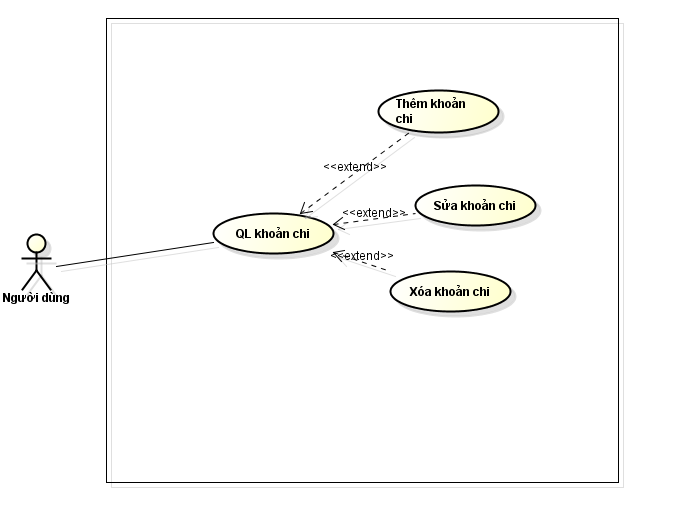 Thêm khoản
chi
<<extend>>
Sửa khoản chi
<<extend>>
QL khoản chi
<<extend>>
Xóa khoản chi
Người dùng